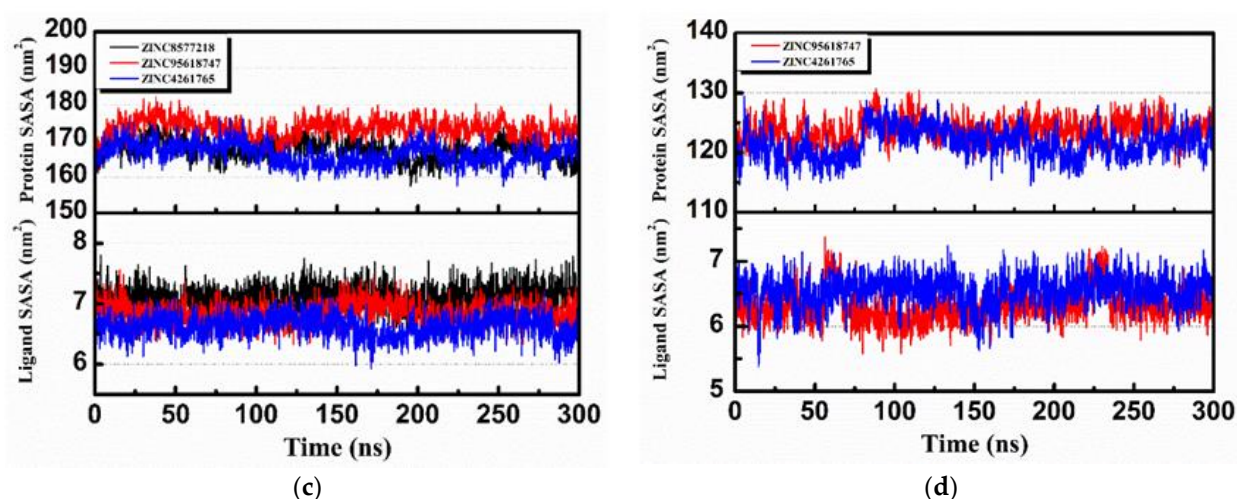 200
190
180
170
160
150
Protein SASA (nm²)
ZINC8577218
ZINC95618747
ZINC4261765
8
7
6
Ligand SASA (nm²)
0 50 100 150 200 250 300
Time (ns)
(c)
140
130
120
110
Protein SASA (nm²)
ZINC95618747
ZINC4261765
7
6
5
Ligand SASA (nm²)
0 50 100 150 200 250 300
Time (ns)
(d)